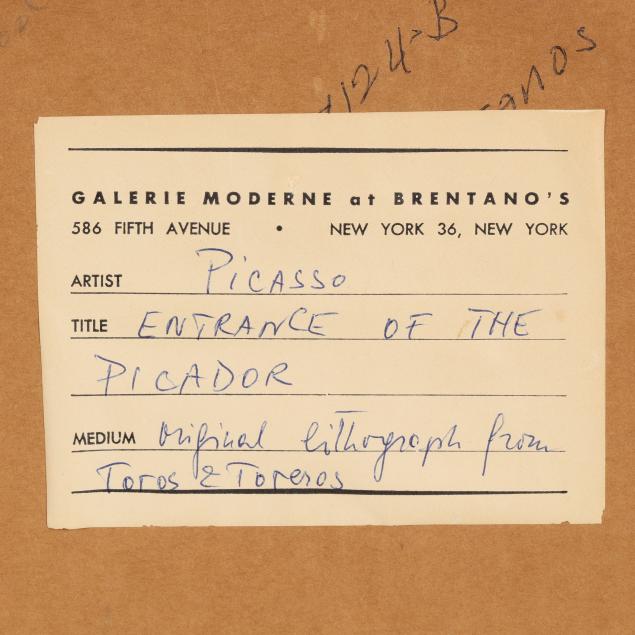 124-B
GALERIE MODERNE at BRENTANO'S
586 FIFTH AVENUE • NEW YORK 36, NEW YORK
ARTIST Picasso
TITLE ENTRANCE OF THE
PICADOR
MEDIUM original lithograph from
Toros & Toreros